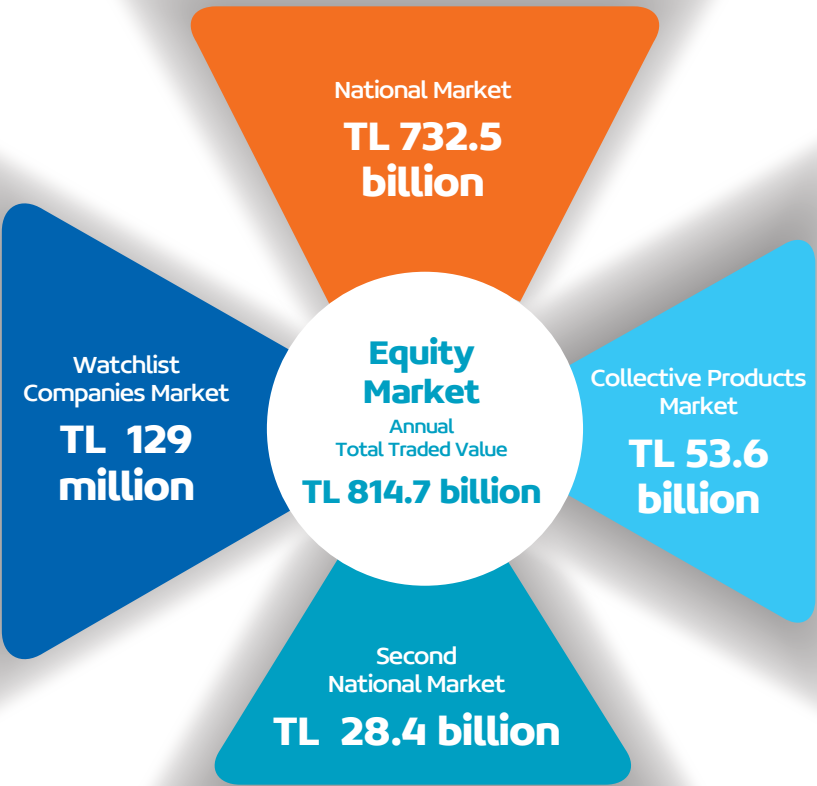 National Market
TL 732.5
billion
Watchlist
Companies Market
TL 129
million
Equity
Market
Annual
Total Traded Value
TL 814.7 billion
Collective Products
Market
TL 53.6
billion
Second
National Market
TL 28.4 billion